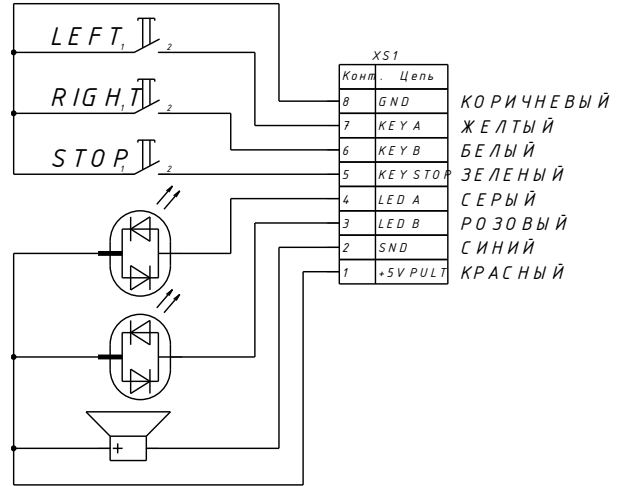 XS1
LEFT 1 2
Конт. Цепь
8 GND КОРИЧНЕВЫЙ
RIGHT 1 2
7 KEY A ЖЕЛТЫЙ
6 KEY B БЕЛЫЙ
STOP 1 2
5 KEY STOP ЗЕЛЕНЫЙ
4 LED A СЕРЫЙ
3 LED B РОЗОВЫЙ
2 SND СИНИЙ
1 +5V PULT КРАСНЫЙ
+